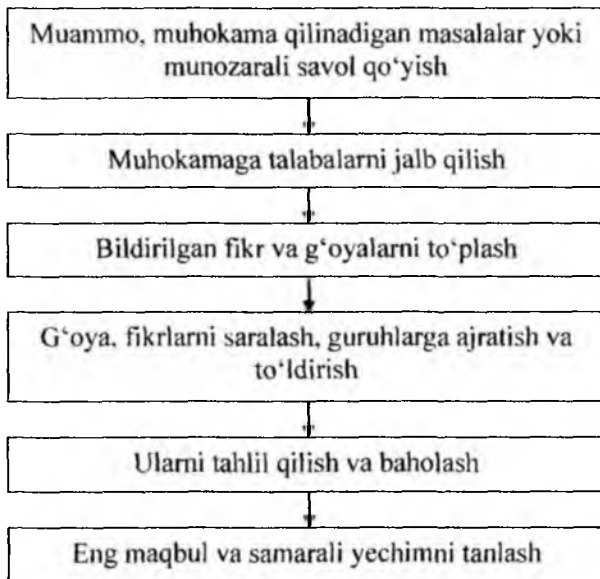 Muammo, muhokama qilinadigan masalalar yoki
munozarali savol qo‘yish
Muhokamaga talabalarni jalb qilish
Bildirilgan fikr va g‘oyalarni to‘plash
G‘oya, fikrlarni saralash, guruhlarga ajratish va
to‘ldirish
Ularni tahlil qilish va baholash
Eng maqbul va samarali yechimni tanlash